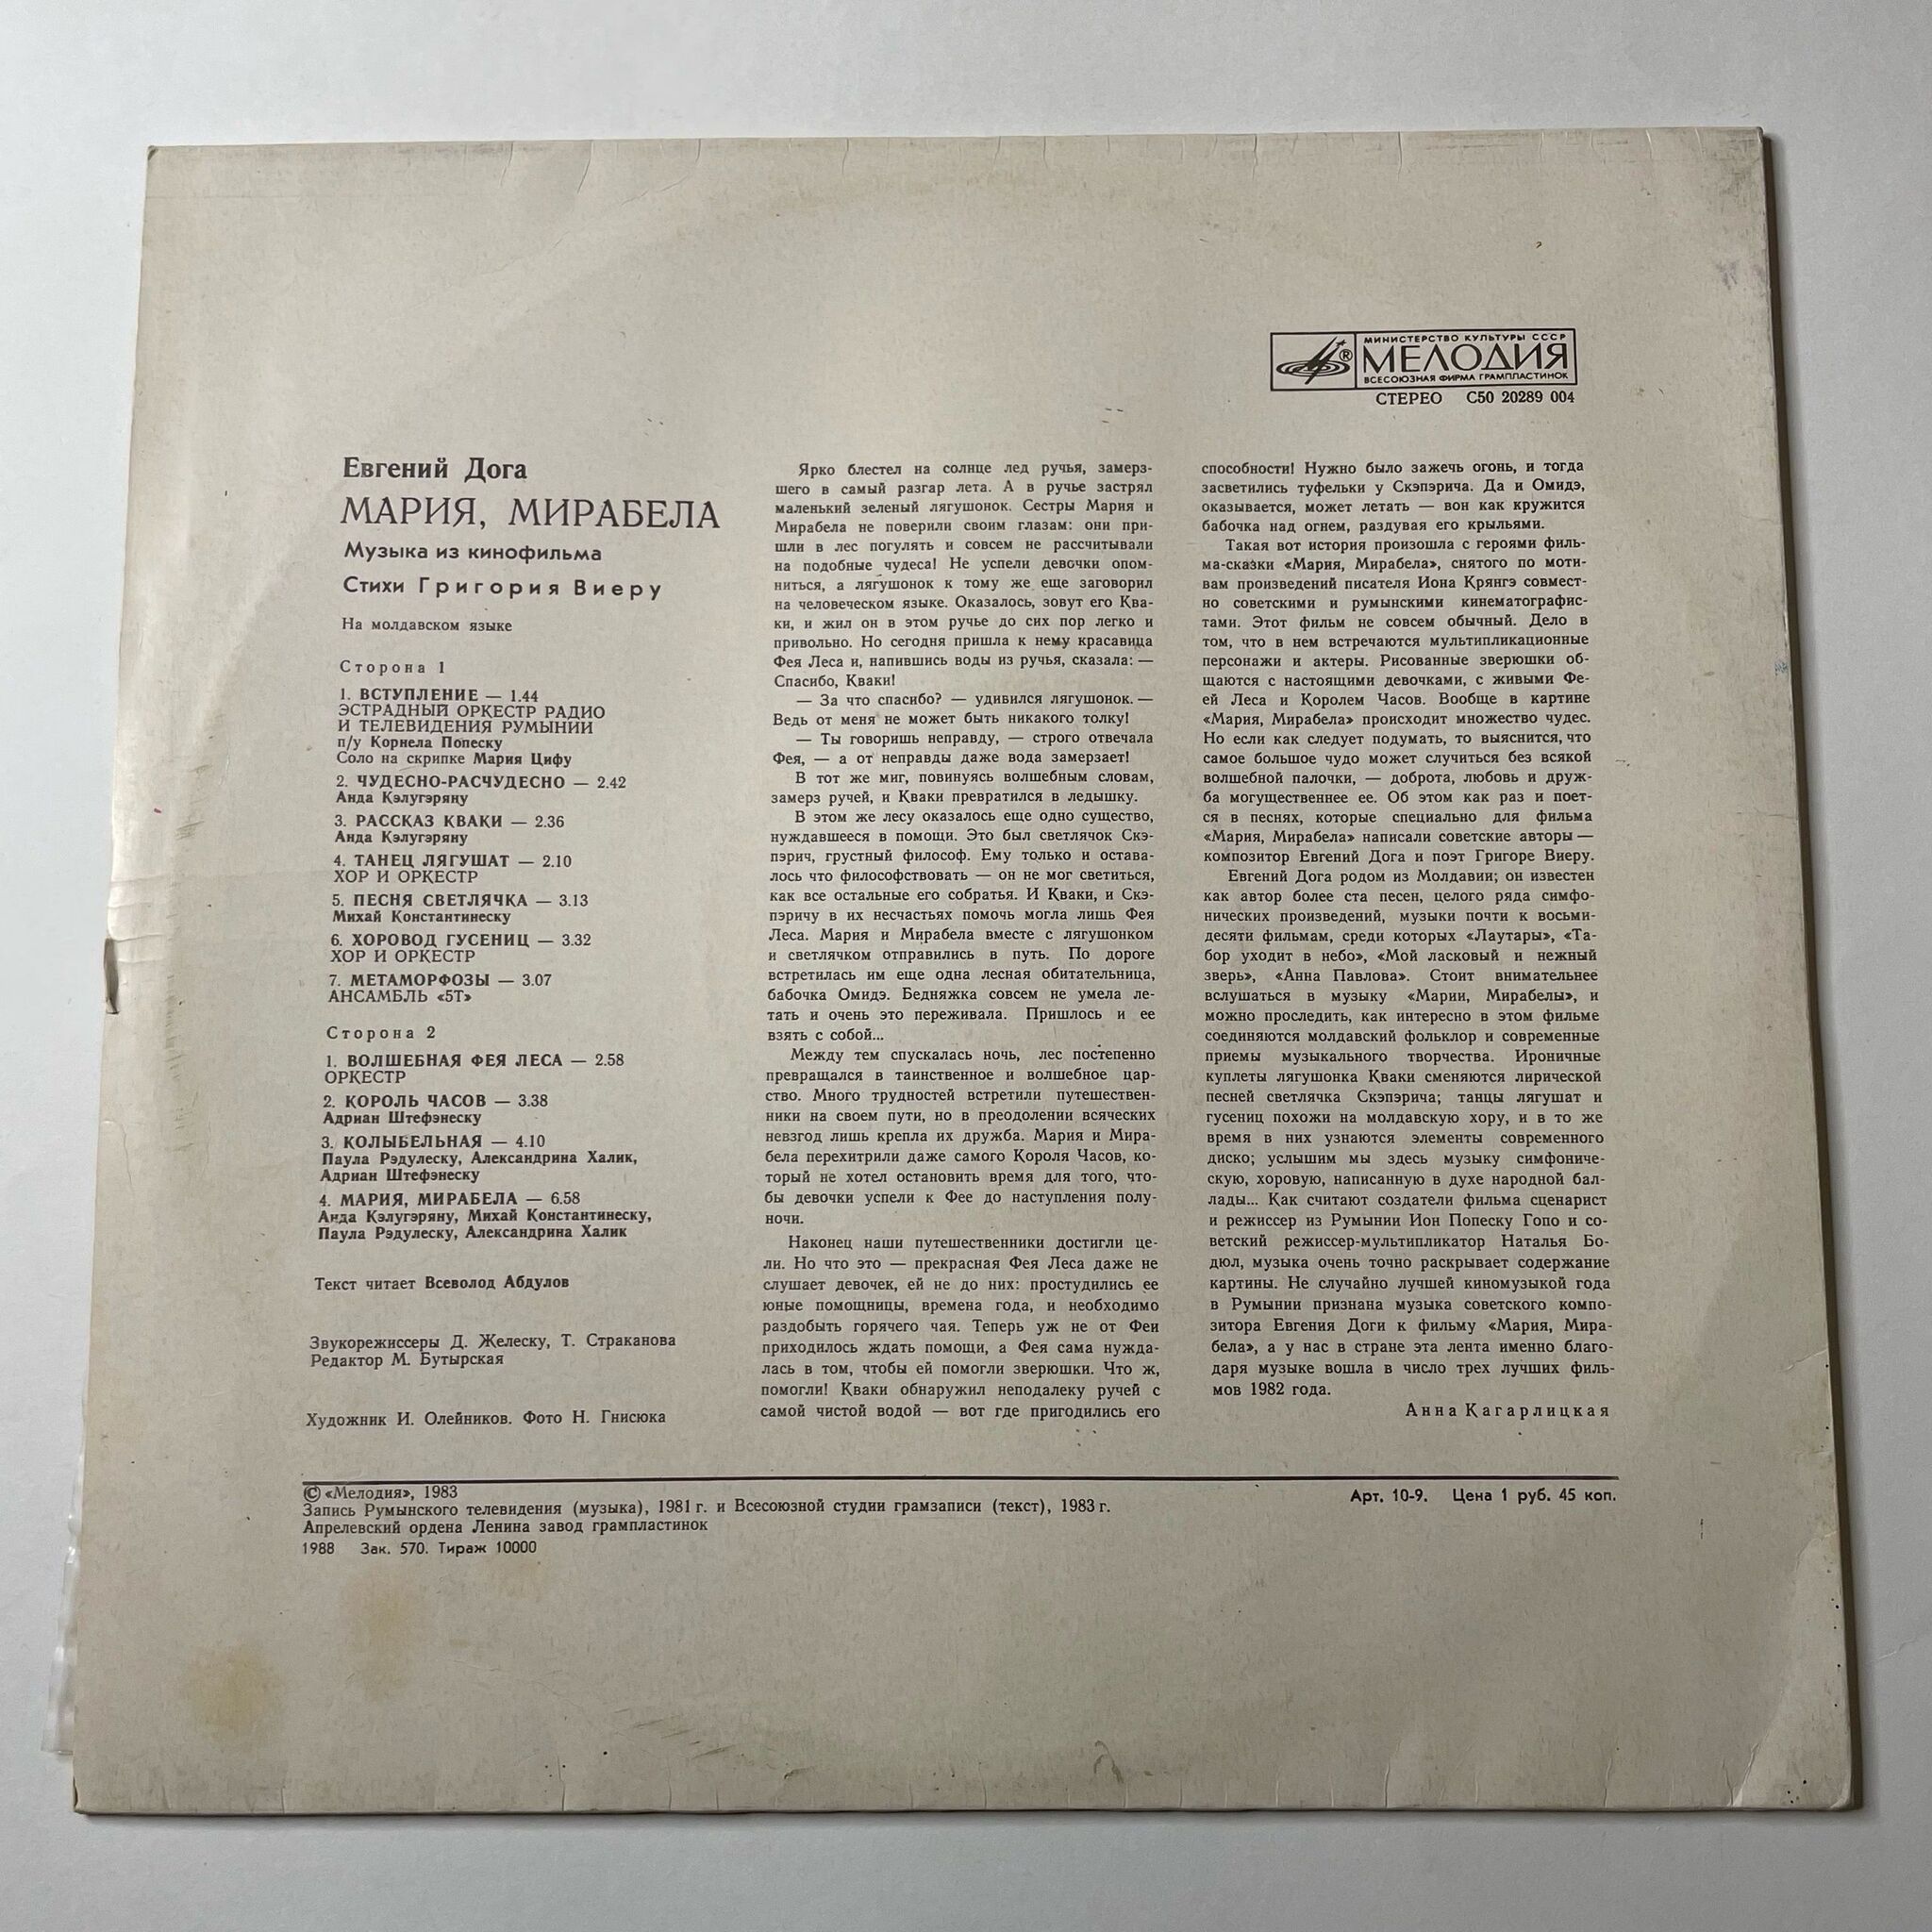 МИНИСТЕРСТВО КУЛЬТУРЫ СССР
МЕЛОДИЯ
ВСЕСОЮЗНАЯ ФИРМА ГРАМПЛАСТИНОК
СТЕРЕО С50 20289 004
Евгений Дога
МАРИЯ, МИРАБЕЛА
Музыка из кинофильма
Стихи Григория Виеру
На молдавском языке
Сторона 1
1. ВСТУПЛЕНИЕ — 1.44
ЭСТРАДНЫЙ ОРКЕСТР РАДИО
И ТЕЛЕВИДЕНИЯ РУМЫНИИ
п/у Корнела Попеску
Соло на скрипке Мария Цифу
2. ЧУДЕСНО-РАСЧУДЕСНО — 2.42
Анда Кэлугэряну
3. РАССКАЗ КВАКИ — 2.36
Анда Кэлугэряну
4. ТАНЕЦ ЛЯГУШАТ — 2.10
ХОР И ОРКЕСТР
5. ПЕСНЯ СВЕТЛЯЧКА — 3.13
Михай Константинеску
6. ХОРОВОД ГУСЕНИЦ — 3.32
ХОР И ОРКЕСТР
7. МЕТАМОРФОЗЫ — 3.07
АНСАМБЛЬ «5Т»
Сторона 2
1. ВОЛШЕБНАЯ ФЕЯ ЛЕСА — 2.58
ОРКЕСТР
2. КОРОЛЬ ЧАСОВ — 3.38
Адриан Штефэнеску
3. КОЛЫБЕЛЬНАЯ — 4.10
Паула Рэдулеску, Александрина Халик,
Адриан Штефэнеску
4. МАРИЯ, МИРАБЕЛА — 6.58
Анда Кэлугэряну, Михай Константинеску,
Паула Рэдулеску, Александрина Халик
Текст читает Всеволод Абдулов
Звукорежиссеры Д. Желеску, Т. Страканова
Редактор М. Бутырская
Художник И. Олейников. Фото Н. Гнисюка
Ярко блестел на солнце лед ручья, замерз-
шего в самый разгар лета. А в ручье застрял
маленький зеленый лягушонок. Сестры Мария и
Мирабела не поверили своим глазам: они при-
шли в лес погулять и совсем не рассчитывали
на подобные чудеса! Не успели девочки опом-
ниться, а лягушонок к тому же еще заговорил
на человеческом языке. Оказалось, зовут его Ква-
ки, и жил он в этом ручье до сих пор легко и
привольно. Но сегодня пришла к нему красавица
Фея Леса и, напившись воды из ручья, сказала: —
Спасибо, Кваки!
— За что спасибо? — удивился лягушонок. —
Ведь от меня не может быть никакого толку!
— Ты говоришь неправду, — строго отвечала
Фея, — а от неправды даже вода замерзает!
В тот же миг, повинуясь волшебным словам,
замерз ручей, и Кваки превратился в ледышку.
В этом же лесу оказалось еще одно существо,
нуждавшееся в помощи. Это был светлячок Скэ-
пэрич, грустный философ. Ему только и остава-
лось что философствовать — он не мог светиться,
как все остальные его собратья. И Кваки, и Скэ-
пэричу в их несчастьях помочь могла лишь Фея
Леса. Мария и Мирабела вместе с лягушонком
и светлячком отправились в путь. По дороге
встретилась им еще одна лесная обитательница,
бабочка Омидэ. Бедняжка совсем не умела ле-
тать и очень это переживала. Пришлось и ее
взять с собой...
Между тем спускалась ночь, лес постепенно
превращался в таинственное и волшебное цар-
ство. Много трудностей встретили путешествен-
ники на своем пути, но в преодолении всяческих
невзгод лишь крепла их дружба. Мария и Мира-
бела перехитрили даже самого Короля Часов, ко-
торый не хотел остановить время для того, что-
бы девочки успели к Фее до наступления полу-
ночи.
Наконец наши путешественники достигли це-
ли. Но что это — прекрасная Фея Леса даже не
слушает девочек, ей не до них: простудились ее
юные помощницы, времена года, и необходимо
раздобыть горячего чая. Теперь уж не от Феи
приходилось ждать помощи, а Фея сама нужда-
лась в том, чтобы ей помогли зверюшки. Что ж,
помогли! Кваки обнаружил неподалеку ручей с
самой чистой водой — вот где пригодились его
способности! Нужно было зажечь огонь, и тогда
засветились туфельки у Скэпэрича. Да и Омидэ,
оказывается, может летать — вон как кружится
бабочка над огнем, раздувая его крыльями.
Такая вот история произошла с героями филь-
ма-сказки «Мария, Мирабела», снятого по моти-
вам произведений писателя Иона Крянгэ совмест-
но советскими и румынскими кинематографис-
тами. Этот фильм не совсем обычный. Дело в
том, что в нем встречаются мультипликационные
персонажи и актеры. Рисованные зверюшки об-
щаются с настоящими девочками, с живыми Фе-
ей Леса и Королем Часов. Вообще в картине
«Мария, Мирабела» происходит множество чудес.
Но если как следует подумать, то выяснится, что
самое большое чудо может случиться без всякой
волшебной палочки, — доброта, любовь и друж-
ба могущественнее ее. Об этом как раз и поет-
ся в песнях, которые специально для фильма
«Мария, Мирабела» написали советские авторы —
композитор Евгений Дога и поэт Григоре Виеру.
Евгений Дога родом из Молдавии; он известен
как автор более ста песен, целого ряда симфо-
нических произведений, музыки почти к восьми-
десяти фильмам, среди которых «Лаутары», «Та-
бор уходит в небо», «Мой ласковый и нежный
зверь», «Анна Павлова». Стоит внимательнее
вслушаться в музыку «Марии, Мирабелы», и
можно проследить, как интересно в этом фильме
соединяются молдавский фольклор и современные
приемы музыкального творчества. Ироничные
куплеты лягушонка Кваки сменяются лирической
песней светлячка Скэпэрича; танцы лягушат и
гусениц похожи на молдавскую хору, и в то же
время в них узнаются элементы современного
диско; услышим мы здесь музыку симфониче-
скую, хоровую, написанную в духе народной бал-
лады... Как считают создатели фильма сценарист
и режиссер из Румынии Ион Попеску Гопо и со-
ветский режиссер-мультипликатор Наталья Бо-
дюл, музыка очень точно раскрывает содержание
картины. Не случайно лучшей киномузыкой года
в Румынии признана музыка советского компо-
зитора Евгения Доги к фильму «Мария, Мира-
бела», а у нас в стране эта лента именно благо-
даря музыке вошла в число трех лучших филь-
мов 1982 года.
Анна Кагарлицкая
© «Мелодия», 1983
Запись Румынского телевидения (музыка), 1981 г. и Всесоюзной студии грамзаписи (текст), 1983 г.
Апрелевский ордена Ленина завод грампластинок
1988 Зак. 570. Тираж 10000
Арт. 10-9. Цена 1 руб. 45 коп.